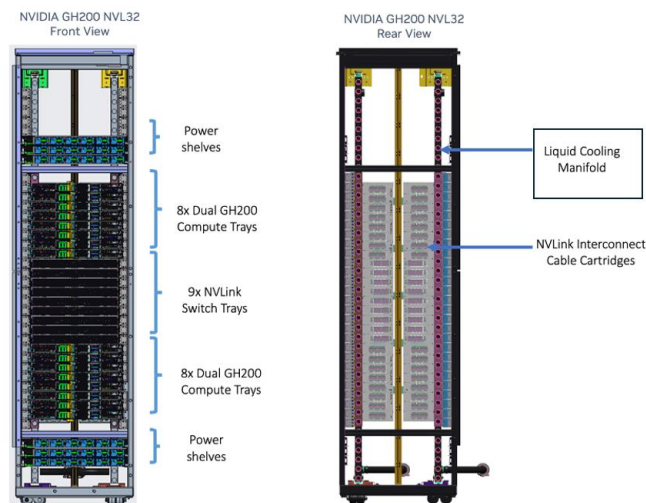 NVIDIA GH200 NVL32
Front View
Power
shelves
8x Dual GH200
Compute Trays
9x NVLink
Switch Trays
8x Dual GH200
Compute Trays
Power
shelves
NVIDIA GH200 NVL32
Rear View
Liquid Cooling
Manifold
NVLink Interconnect
Cable Cartridges